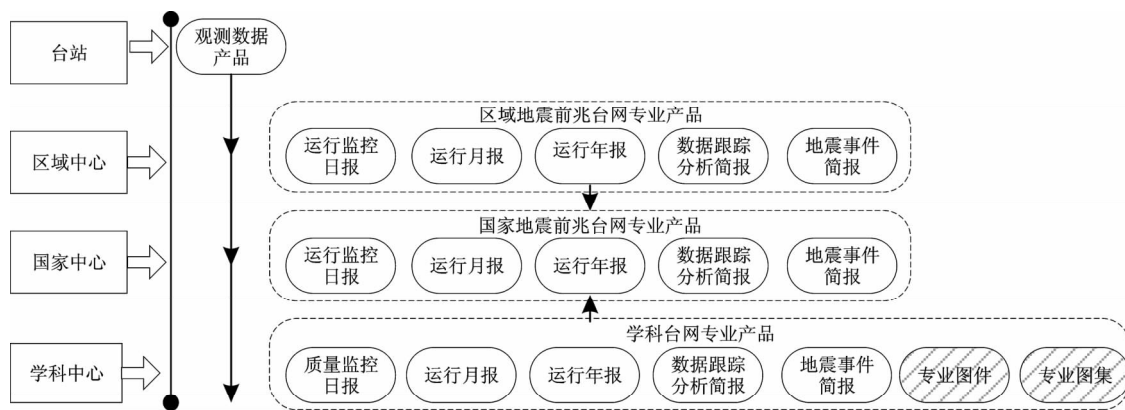 台站
观测数据
产品
区域中心
区域地震前兆台网专业产品
运行监控
日报
运行月报
运行年报
数据跟踪
分析简报
地震事件
简报
国家中心
国家地震前兆台网专业产品
运行监控
日报
运行月报
运行年报
数据跟踪
分析简报
地震事件
简报
学科中心
学科台网专业产品
质量监控
日报
运行月报
运行年报
数据跟踪
分析简报
地震事件
简报
专业图件
专业图集